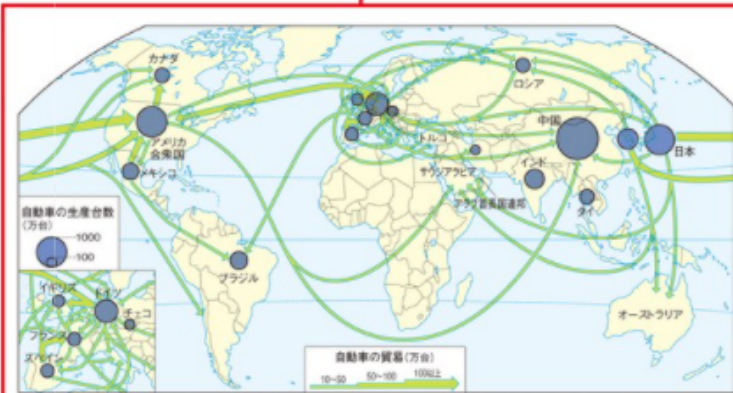 カナダ
アメリカ
合衆国
メキシコ
ロシア
中国
日本
トルコ
サウジアラビア
アラブ首長国連邦
インド
タイ
ブラジル
オーストラリア
自動車の生産台数
(万台)
1000
100
イギリス
ドイツ
チェコ
フランス
スペイン
自動車の貿易(万台)
10~50
50~100
100以上